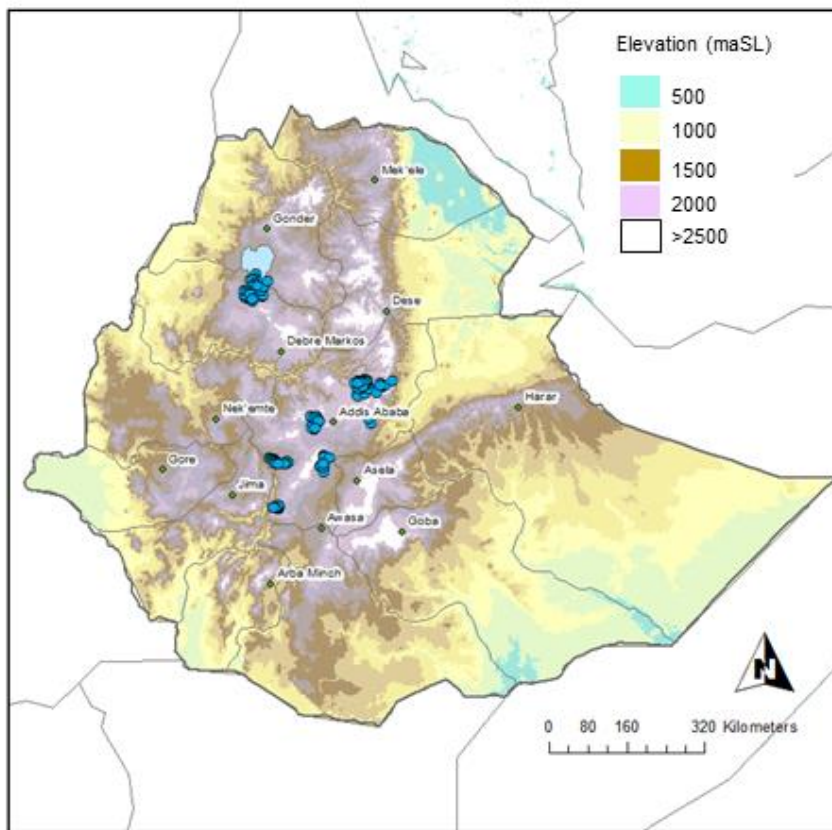 Elevation (maSL)
500
1000
1500
2000
>2500
Mek'ele
Gonder
Dese
Debre Markos
Nek'emte
Addis Ababa
Harar
Gore
Jima
Asela
Awasa
Goba
Arba Minch
N
0 80 160 320 Kilometers